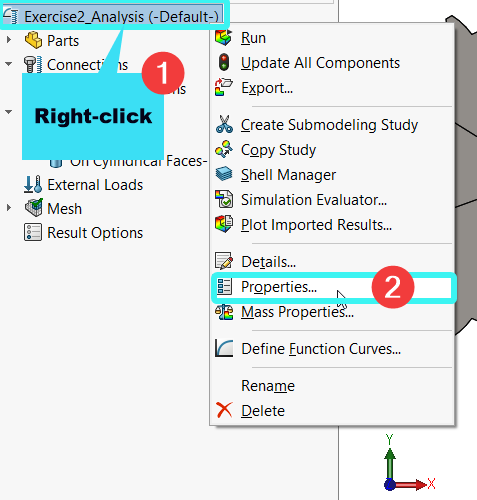 Exercise2_Analysis (-Default-)
Parts
Connections
1
ns
Right-click
On Cylindrical Faces-
External Loads
Mesh
Result Options
Run
Update All Components
Export...
Create Submodeling Study
Copy Study
Shell Manager
Simulation Evaluator...
Plot Imported Results...
Details...
Properties...
2
Mass Properties...
Define Function Curves...
Rename
Delete
Y
X